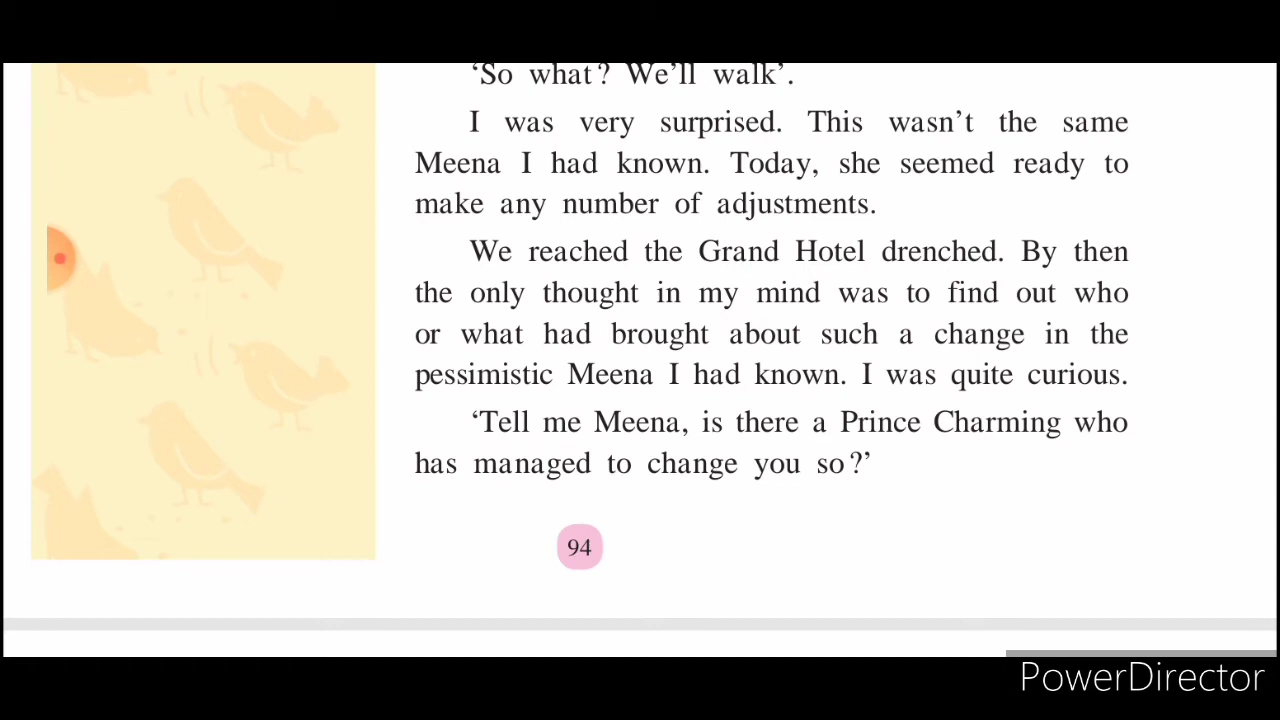 ‘So what? We’ll walk’.
I was very surprised. This wasn’t the same
Meena I had known. Today, she seemed ready to
make any number of adjustments.
We reached the Grand Hotel drenched. By then
the only thought in my mind was to find out who
or what had brought about such a change in the
pessimistic Meena I had known. I was quite curious.
‘Tell me Meena, is there a Prince Charming who
has managed to change you so?’
94
PowerDirector